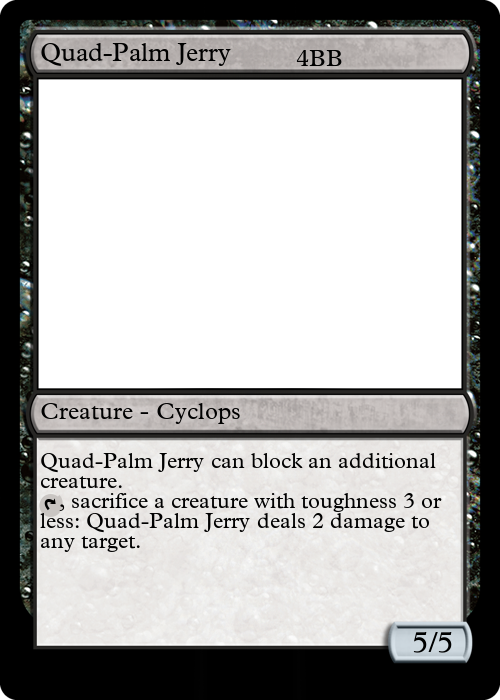 Quad-Palm Jerry 4BB
Creature - Cyclops
Quad-Palm Jerry can block an additional
creature.
, sacrifice a creature with toughness 3 or
less: Quad-Palm Jerry deals 2 damage to
any target.
5/5